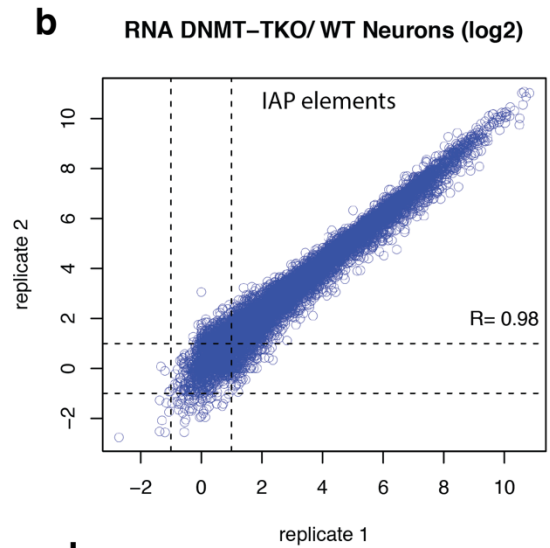 b
RNA DNMT−TKO/ WT Neurons (log2)
IAP elements
10
8
6
4
2
0
−2
replicate 2
R= 0.98
−2 0 2 4 6 8 10
replicate 1